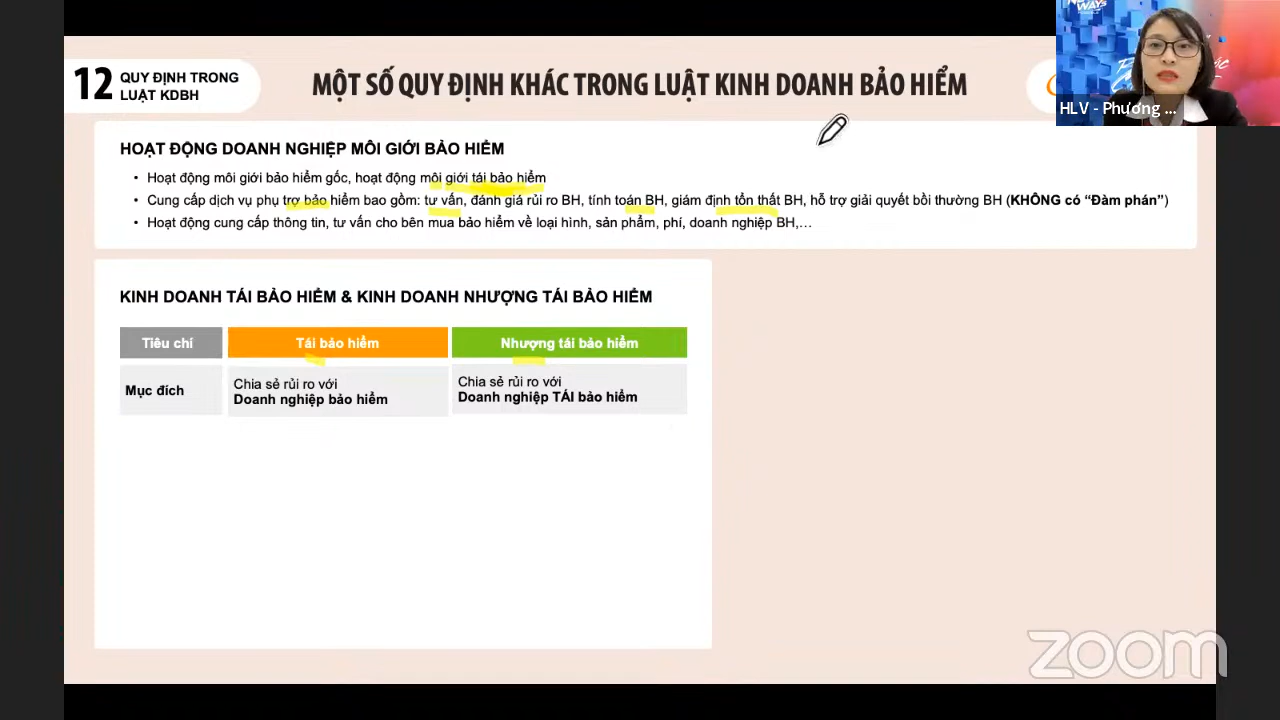 12 QUY ĐỊNH TRONG
LUẬT KDBH
MỘT SỐ QUY ĐỊNH KHÁC TRONG LUẬT KINH DOANH BẢO HIỂM
HLV - Phương ...
HOẠT ĐỘNG DOANH NGHIỆP MÔI GIỚI BẢO HIỂM
• Hoạt động môi giới bảo hiểm gốc, hoạt động môi giới tái bảo hiểm
• Cung cấp dịch vụ phụ trợ bảo hiểm bao gồm: tư vấn, đánh giá rủi ro BH, tính toán BH, giám định tổn thất BH, hỗ trợ giải quyết bồi thường BH (KHÔNG có “Đàm phán”)
• Hoạt động cung cấp thông tin, tư vấn cho bên mua bảo hiểm về loại hình, sản phẩm, phí, doanh nghiệp BH,...
KINH DOANH TÁI BẢO HIỂM & KINH DOANH NHƯỢNG TÁI BẢO HIỂM
Tiêu chí Tái bảo hiểm Nhượng tái bảo hiểm
Mục đích
Chia sẻ rủi ro với
Doanh nghiệp bảo hiểm
Chia sẻ rủi ro với
Doanh nghiệp TÁI bảo hiểm
zoom